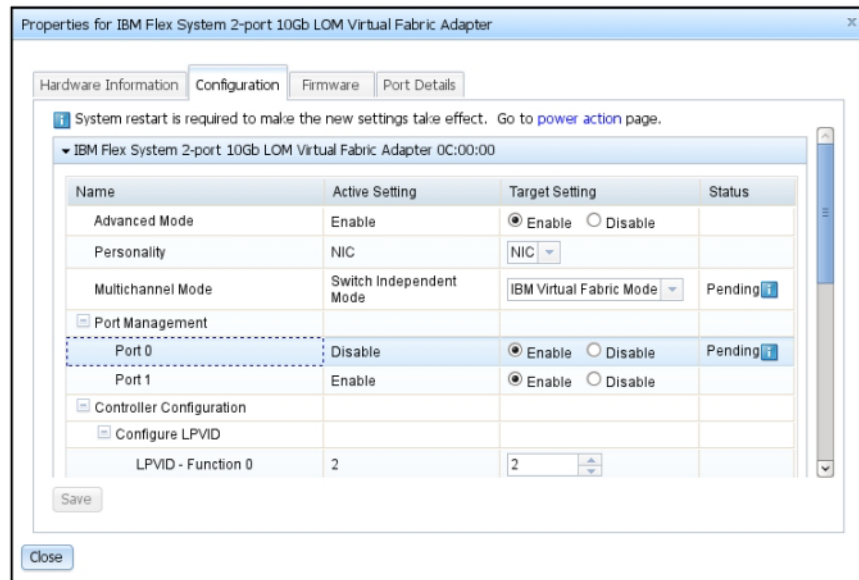 Properties for IBM Flex System 2-port 10Gb LOM Virtual Fabric Adapter
Hardware Information Configuration Firmware Port Details
System restart is required to make the new settings take effect. Go to power action page.
IBM Flex System 2-port 10Gb LOM Virtual Fabric Adapter 0C:00:00
Name Active Setting Target Setting Status
Advanced Mode Enable Enable Disable
Personality NIC NIC
Multichannel Mode Switch Independent Mode IBM Virtual Fabric Mode Pending
Port Management
Port 0 Disable Enable Disable Pending
Port 1 Enable Enable Disable
Controller Configuration
Configure LPVID
LPVID - Function 0 2 2
Save
Close